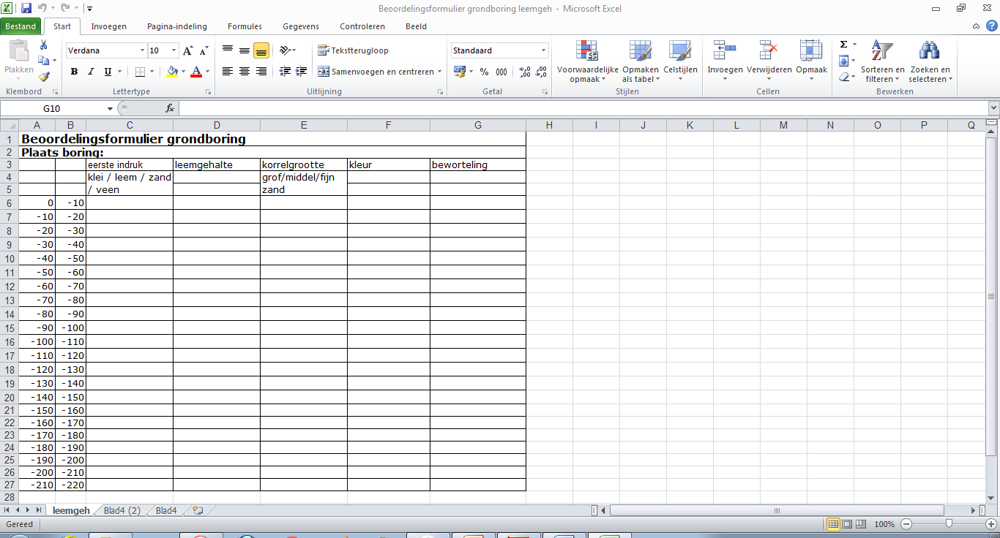 Beoordelingsformulier grondboring leemgeh - Microsoft Excel
Bestand Start Invoegen Pagina-indeling Formules Gegevens Controleren Beeld
Plakken
Klembord
Verdana 10
B I U
Lettertype
Tekstterugloop
Samenvoegen en centreren
Uitlijning
Standaard
% 000
Getal
Voorwaardelijke opmaak
Opmaken als tabel
Celstijlen
Stijlen
Invoegen Verwijderen Opmaak
Cellen
Sorteren en filteren
Zoeken en selecteren
Bewerken
G10 fx
A B C D E F G H I J K L M N O P Q
1 Beoordelingsformulier grondboring
2 Plaats boring:
3 eerste indruk leemgehalte korrelgrootte kleur beworteling
4 klei / leem / zand grof/middel/fijn
5 / veen zand
6 0 -10
7 -10 -20
8 -20 -30
9 -30 -40
10 -40 -50
11 -50 -60
12 -60 -70
13 -70 -80
14 -80 -90
15 -90 -100
16 -100 -110
17 -110 -120
18 -120 -130
19 -130 -140
20 -140 -150
21 -150 -160
22 -160 -170
23 -170 -180
24 -180 -190
25 -190 -200
26 -200 -210
27 -210 -220
28
leemgeh Blad4 (2) Blad4
Gereed 100%